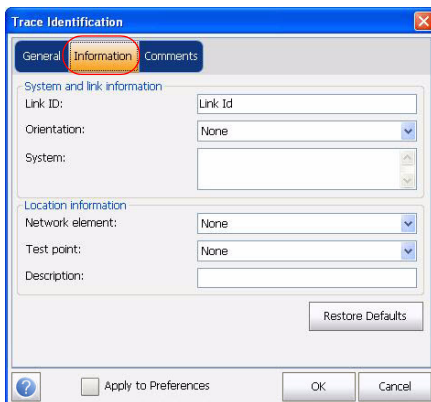 Trace Identification
General Information Comments
System and link information
Link ID: Link Id
Orientation: None
System:
Location information
Network element: None
Test point: None
Description:
Restore Defaults
? Apply to Preferences OK Cancel